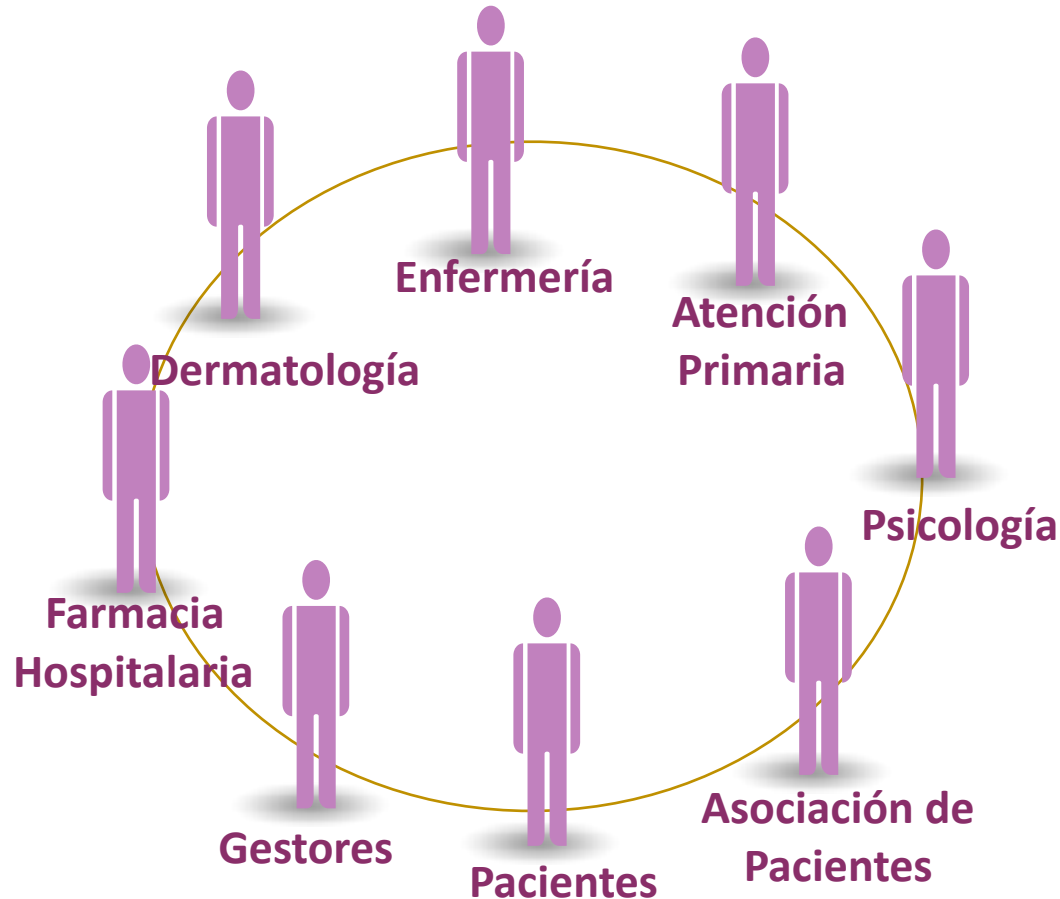 Enfermería
Atención
Primaria
Dermatología
Psicología
Farmacia
Hospitalaria
Asociación de
Pacientes
Gestores
Pacientes